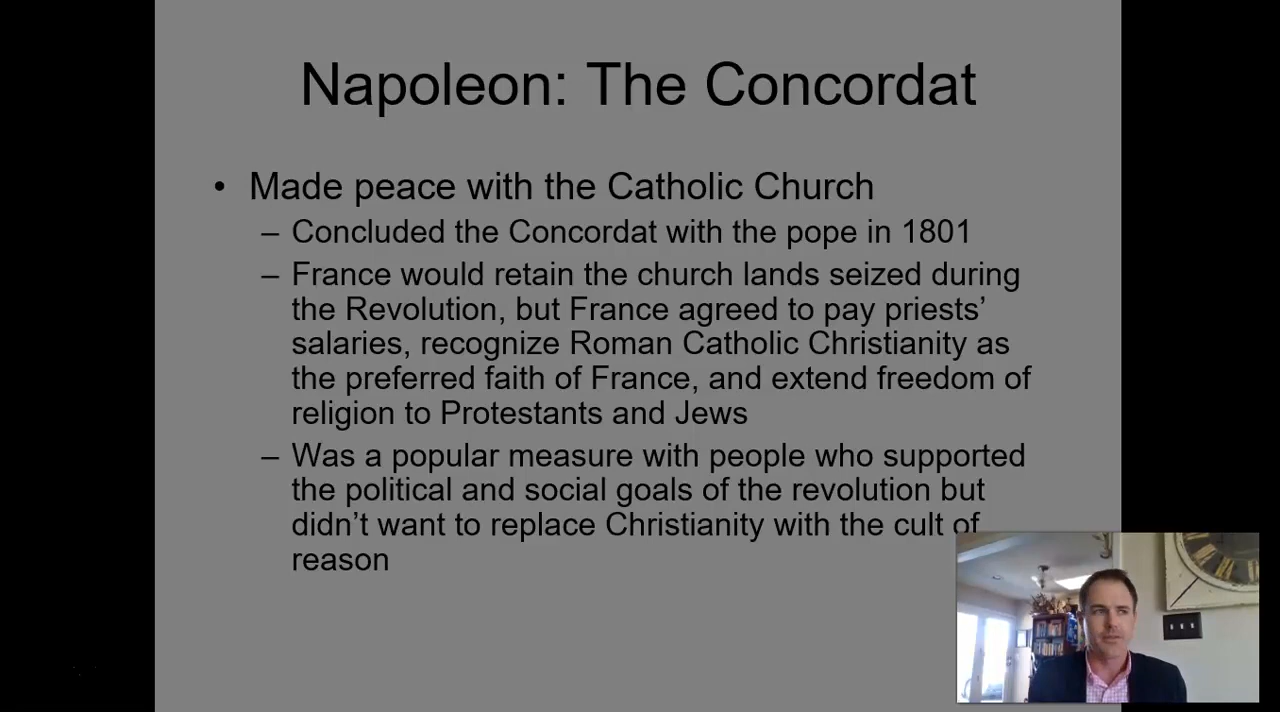 Napoleon: The Concordat
• Made peace with the Catholic Church
– Concluded the Concordat with the pope in 1801
– France would retain the church lands seized during
the Revolution, but France agreed to pay priests’
salaries, recognize Roman Catholic Christianity as
the preferred faith of France, and extend freedom of
religion to Protestants and Jews
– Was a popular measure with people who supported
the political and social goals of the revolution but
didn’t want to replace Christianity with the cult of
reason